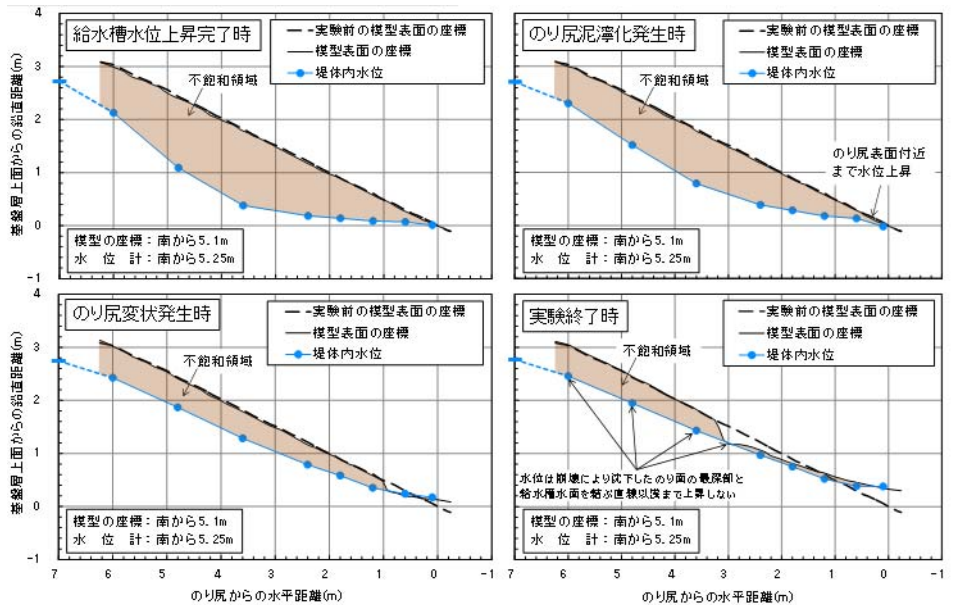 給水槽水位上昇完了時
実験前の模型表面の座標
模型表面の座標
堤体内水位
不飽和領域
模型の座標：南から5.1m
水 位 計：南から5.25m
基盤層上面からの鉛直距離(m)
4
3
2
1
0
-1
のり尻泥濘化発生時
実験前の模型表面の座標
模型表面の座標
堤体内水位
不飽和領域
のり尻表面付近
まで水位上昇
模型の座標：南から5.1m
水 位 計：南から5.25m
のり尻変状発生時
実験前の模型表面の座標
模型表面の座標
堤体内水位
不飽和領域
模型の座標：南から5.1m
水 位 計：南から5.25m
基盤層上面からの鉛直距離(m)
4
3
2
1
0
-1
7 6 5 4 3 2 1 0 -1
のり尻からの水平距離(m)
実験終了時
実験前の模型表面の座標
模型表面の座標
堤体内水位
不飽和領域
水位は崩壊により沈下したのり面の最深部と
給水槽水面を結ぶ直線以浅まで上昇しない
模型の座標：南から5.1m
水 位 計：南から5.25m
7 6 5 4 3 2 1 0 -1
のり尻からの水平距離(m)